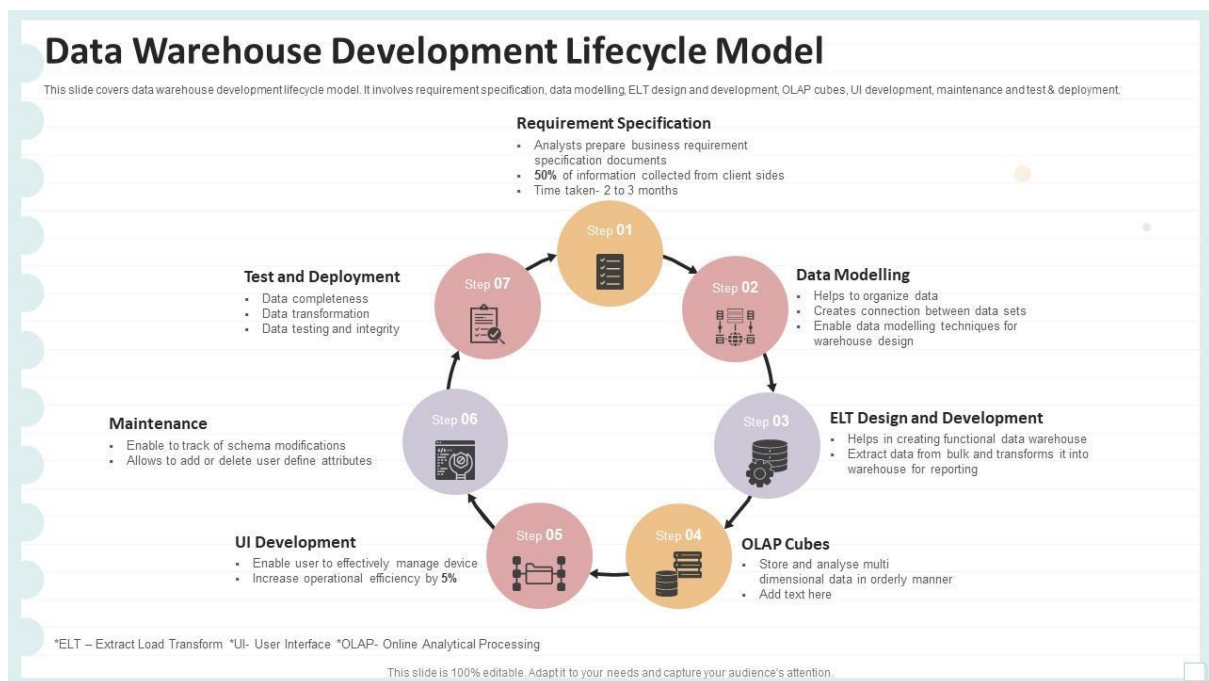 Data Warehouse Development Lifecycle Model
This slide covers data warehouse development lifecycle model. It involves requirement specification, data modelling, ELT design and development, OLAP cubes, UI development, maintenance and test & deployment.
Requirement Specification
▪ Analysts prepare business requirement
specification documents
▪ 50% of information collected from client sides
▪ Time taken- 2 to 3 months
Step 01
Test and Deployment
▪ Data completeness
▪ Data transformation
▪ Data testing and integrity
Step 07
Step 02
Data Modelling
▪ Helps to organize data
▪ Creates connection between data sets
▪ Enable data modelling techniques for
warehouse design
Maintenance
▪ Enable to track of schema modifications
▪ Allows to add or delete user define attributes
Step 06
Step 03
ELT Design and Development
▪ Helps in creating functional data warehouse
▪ Extract data from bulk and transforms it into
warehouse for reporting
UI Development
▪ Enable user to effectively manage device
▪ Increase operational efficiency by 5%
Step 05
Step 04
OLAP Cubes
▪ Store and analyse multi
dimensional data in orderly manner
▪ Add text here
*ELT – Extract Load Transform *UI- User Interface *OLAP- Online Analytical Processing
This slide is 100% editable. Adapt it to your needs and capture your audience's attention.